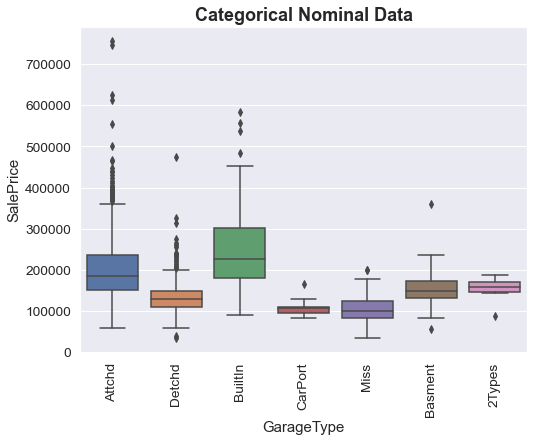 Categorical Nominal Data
SalePrice
700000
600000
500000
400000
300000
200000
100000
0
Attchd
Detchd
BuiltIn
CarPort
Miss
Basment
2Types
GarageType